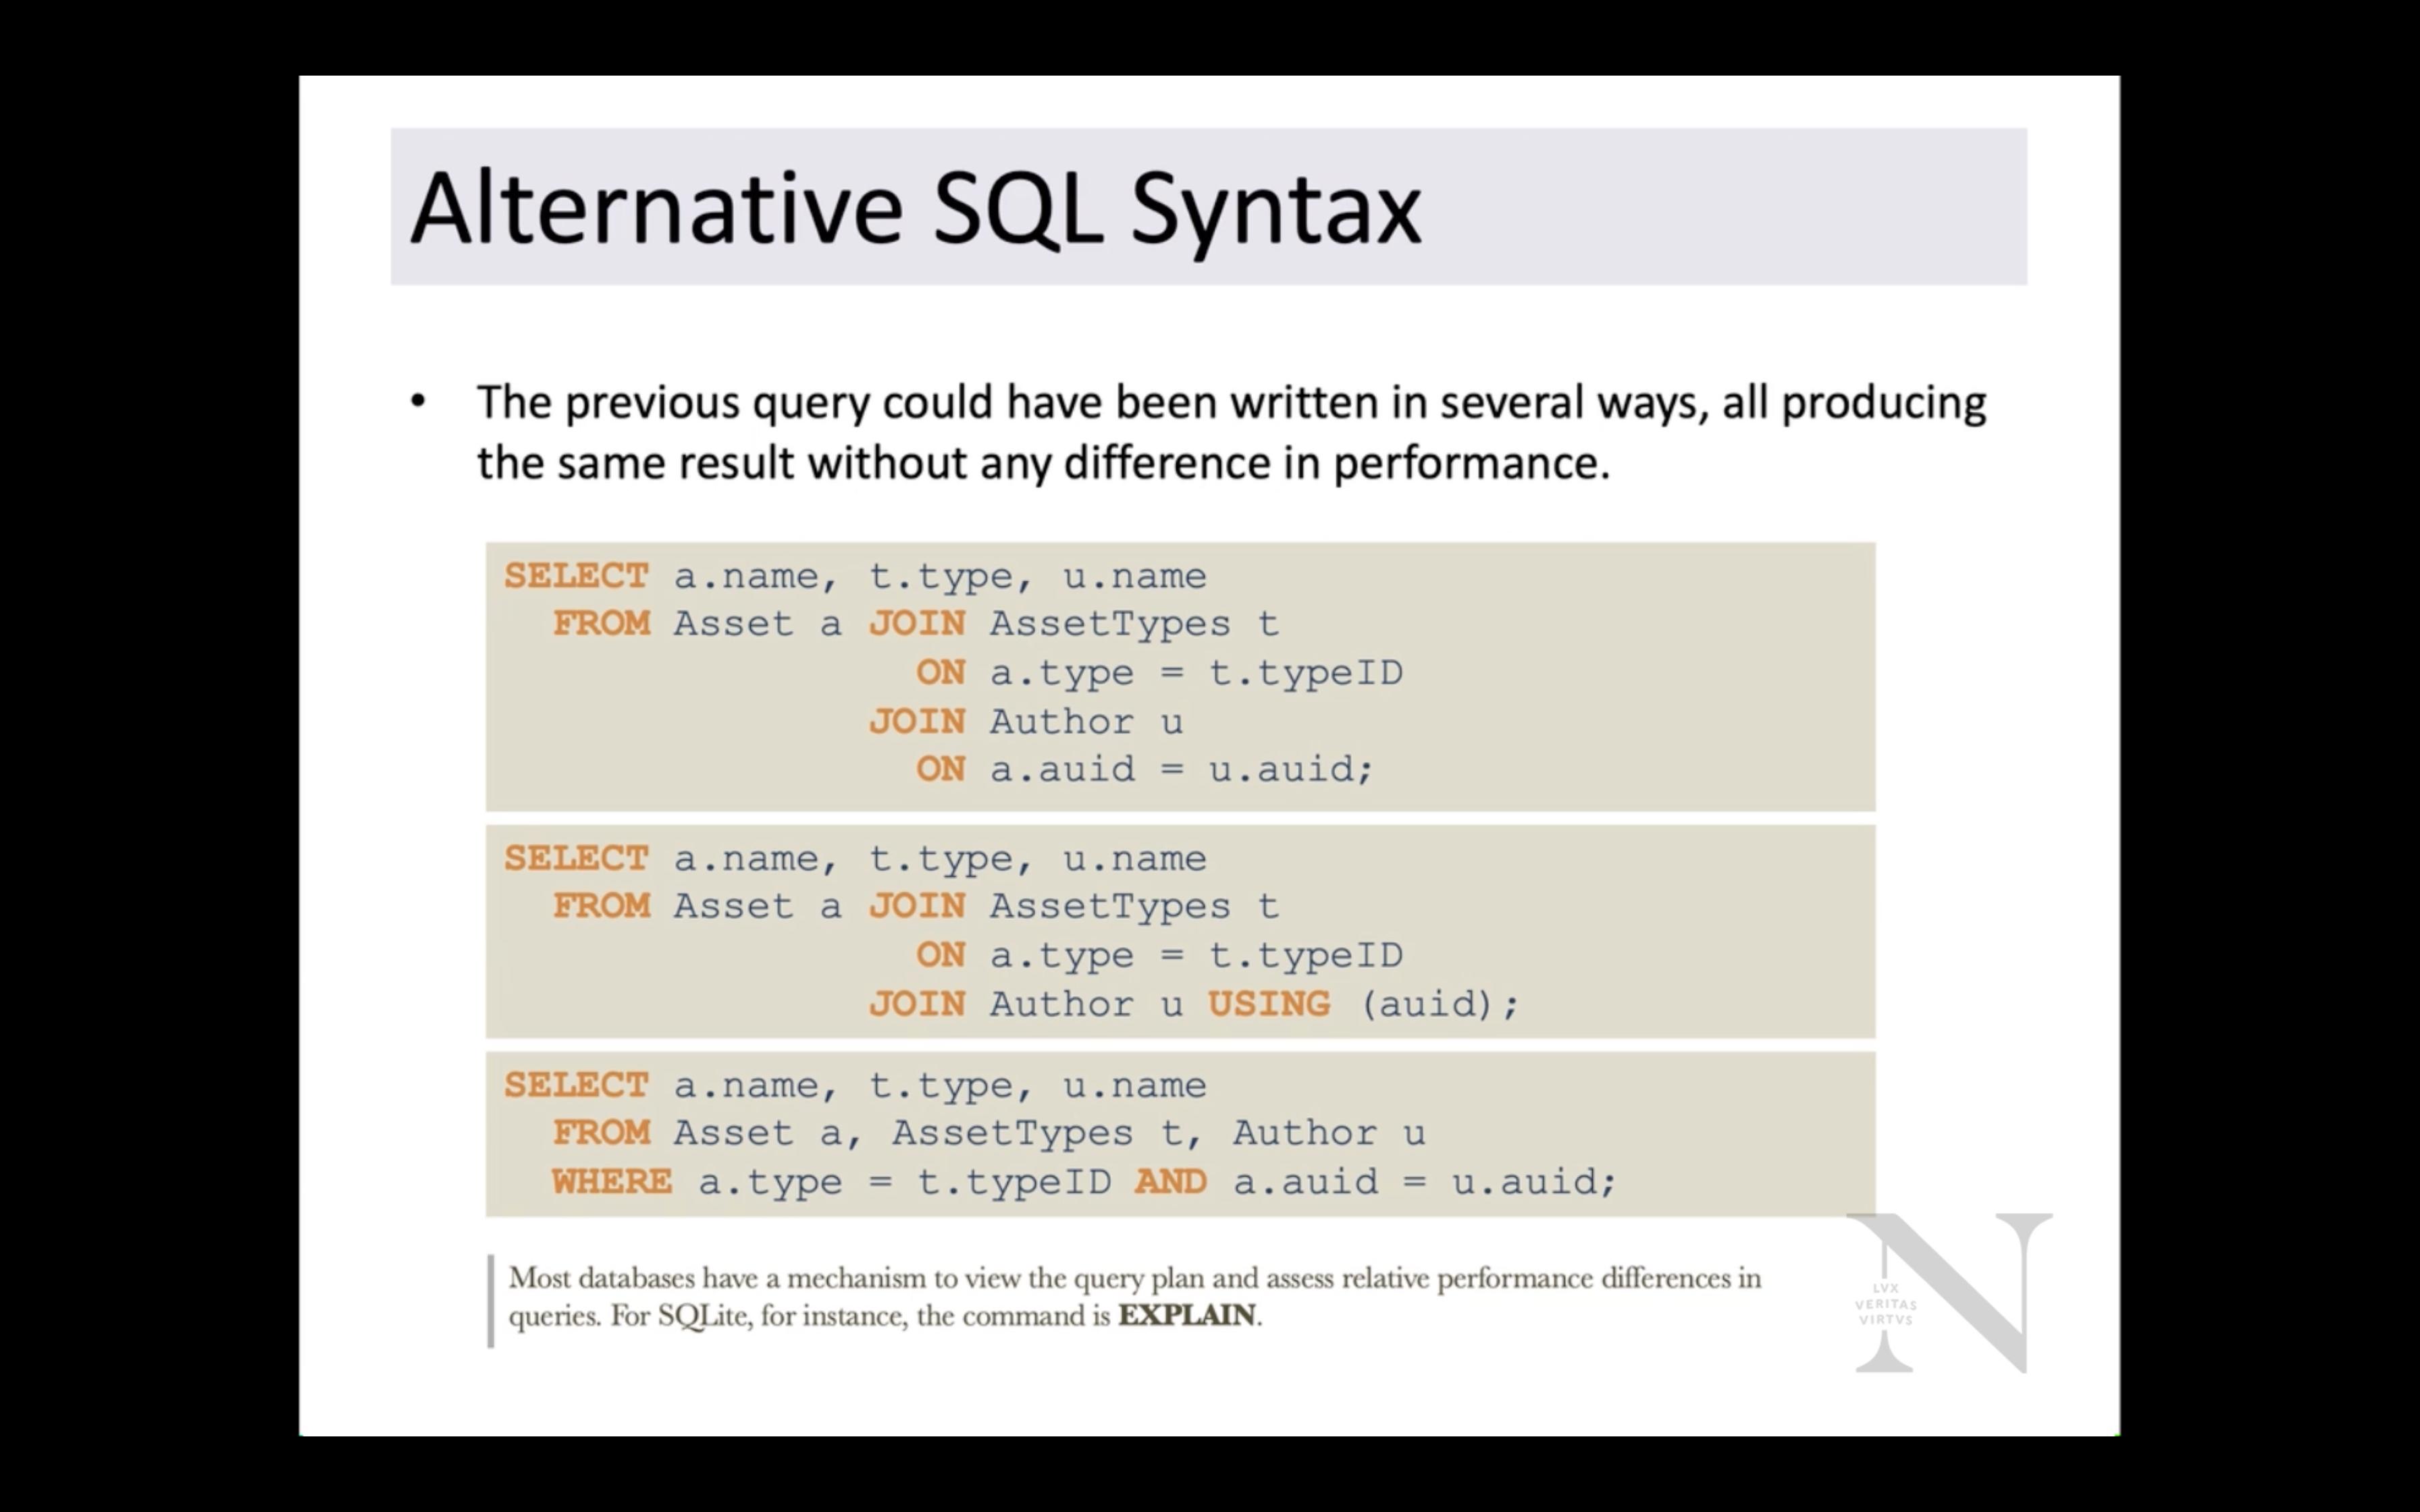 Alternative SQL Syntax
• The previous query could have been written in several ways, all producing
the same result without any difference in performance.
SELECT a.name, t.type, u.name
FROM Asset a JOIN AssetTypes t
ON a.type = t.typeID
JOIN Author u
ON a.auid = u.auid;
SELECT a.name, t.type, u.name
FROM Asset a JOIN AssetTypes t
ON a.type = t.typeID
JOIN Author u USING (auid);
SELECT a.name, t.type, u.name
FROM Asset a, AssetTypes t, Author u
WHERE a.type = t.typeID AND a.auid = u.auid;
Most databases have a mechanism to view the query plan and assess relative performance differences in
queries. For SQLite, for instance, the command is EXPLAIN.
N
LVX
VERITAS
VIRTVS